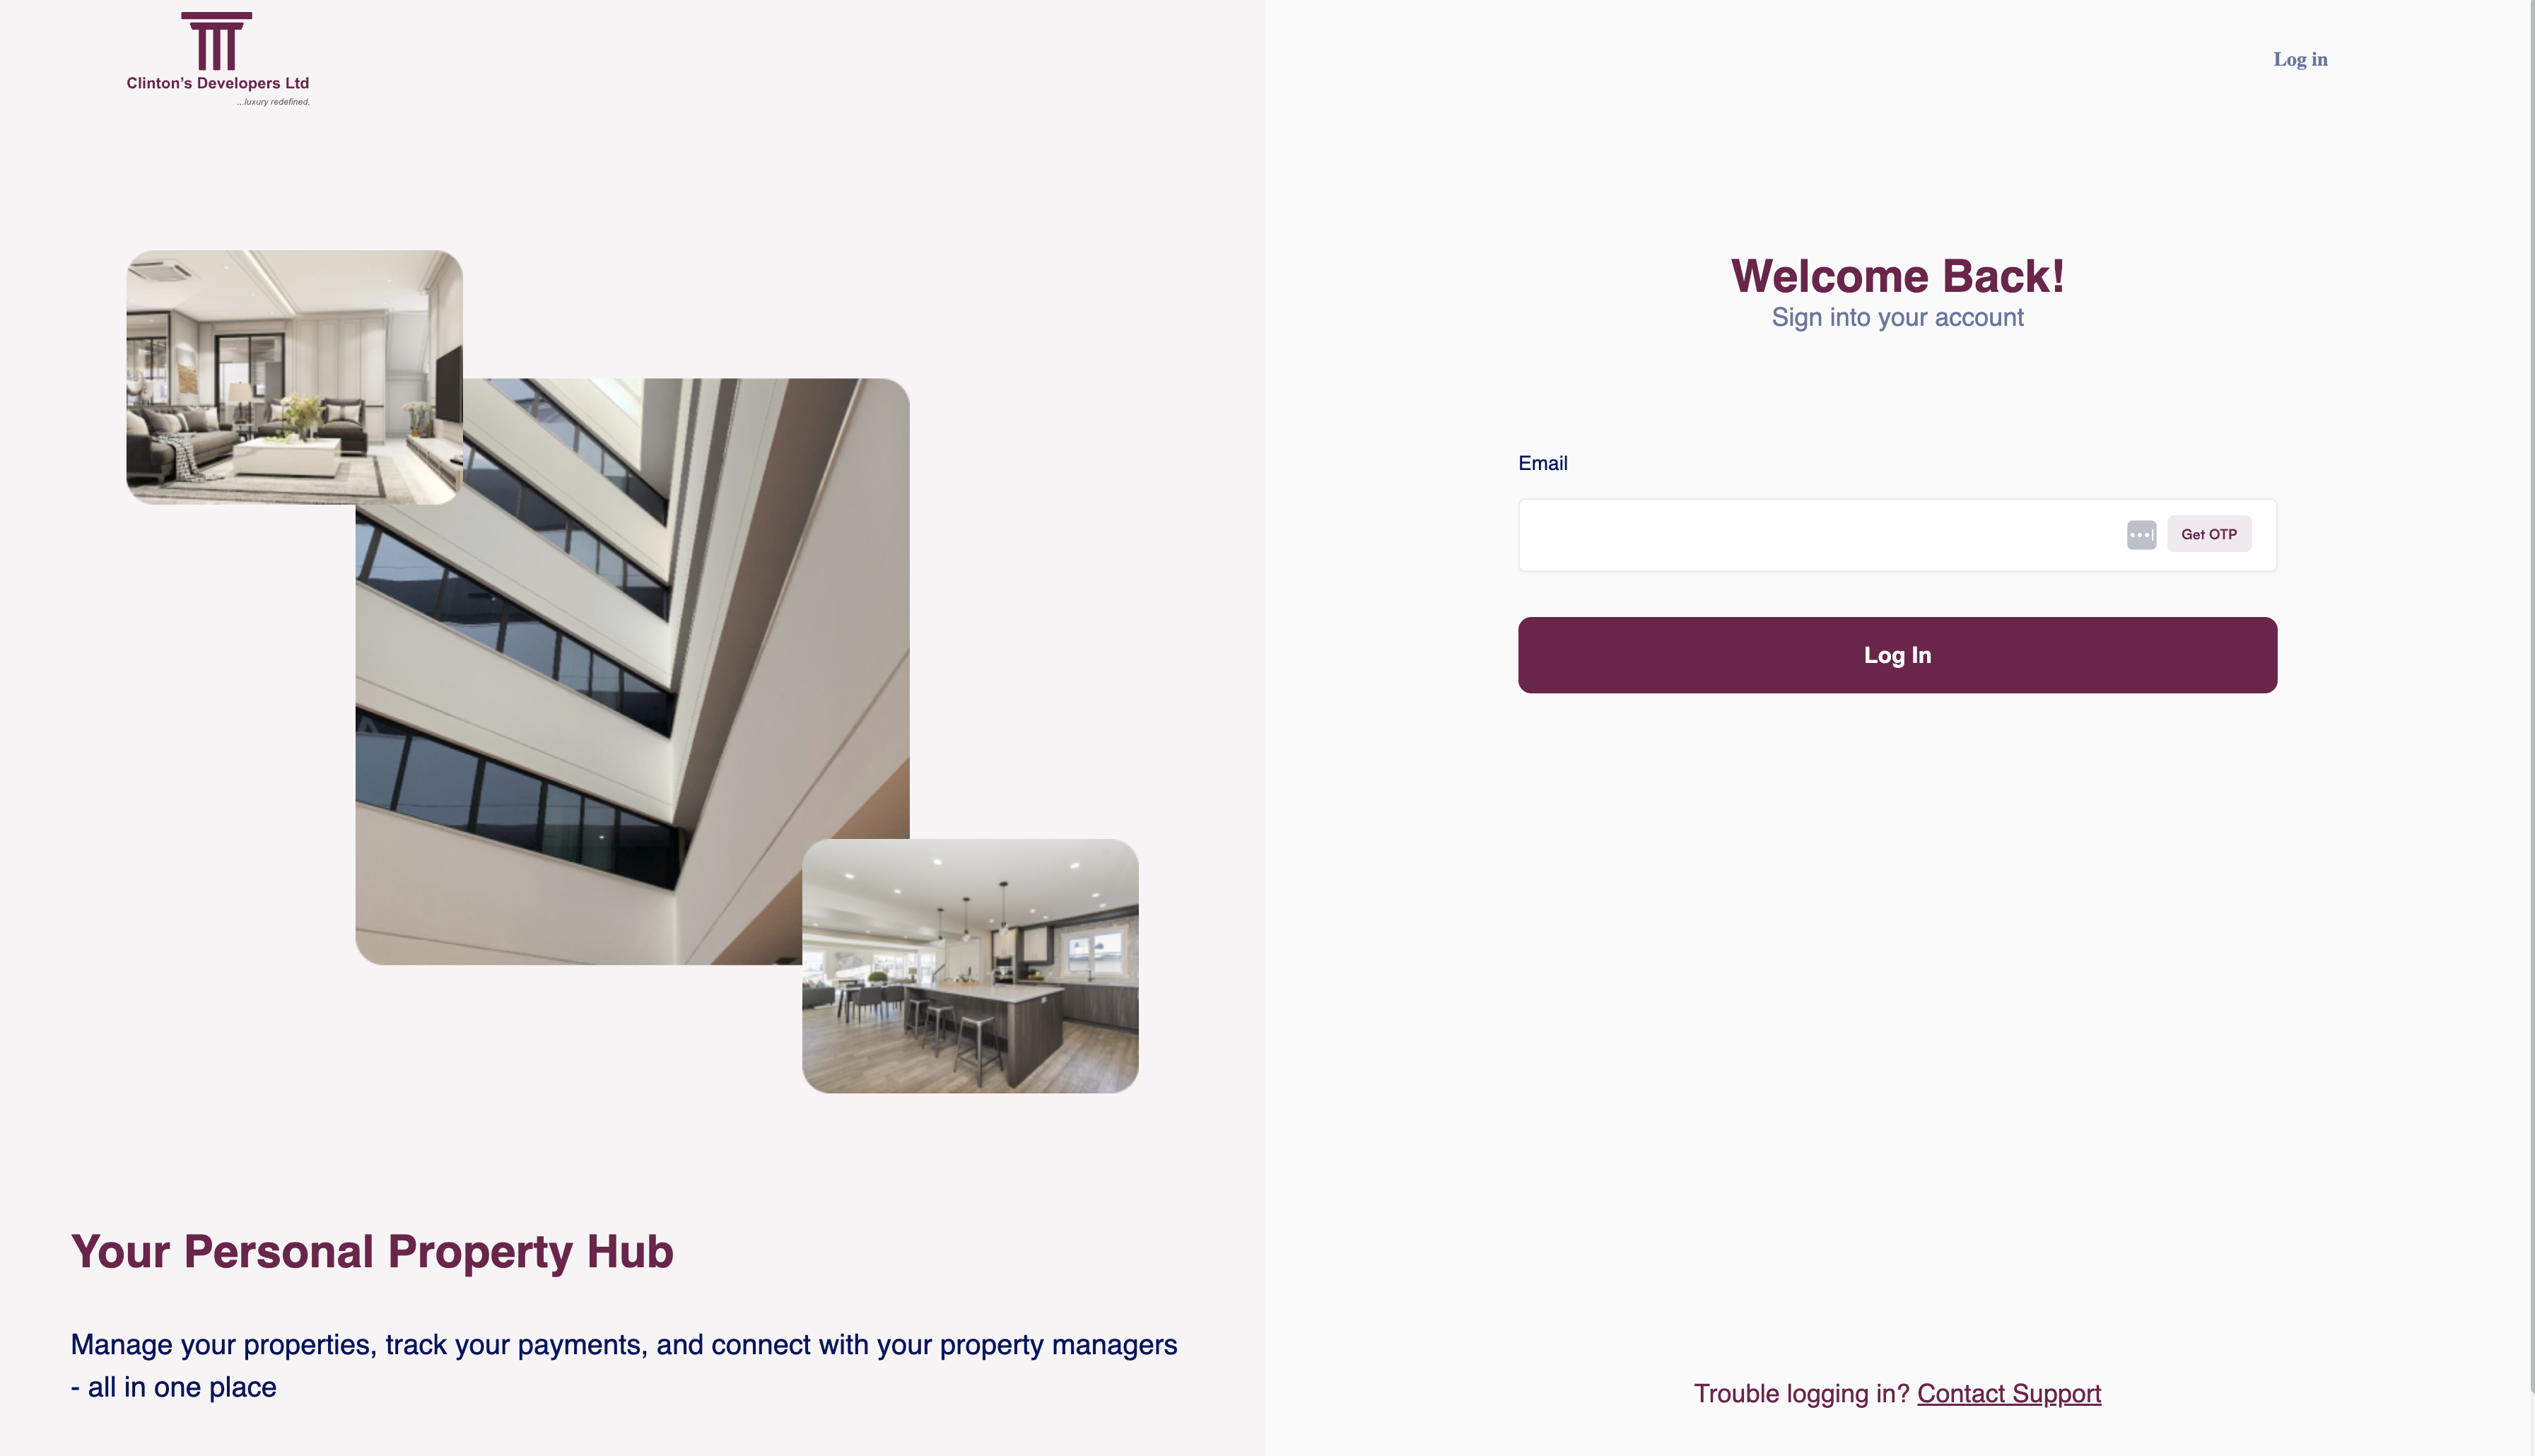 Clinton's Developers Ltd
...luxury redefined.
Your Personal Property Hub
Manage your properties, track your payments, and connect with your property managers
- all in one place
Log in
Welcome Back!
Sign into your account
Email
Get OTP
Log In
Trouble logging in? Contact Support